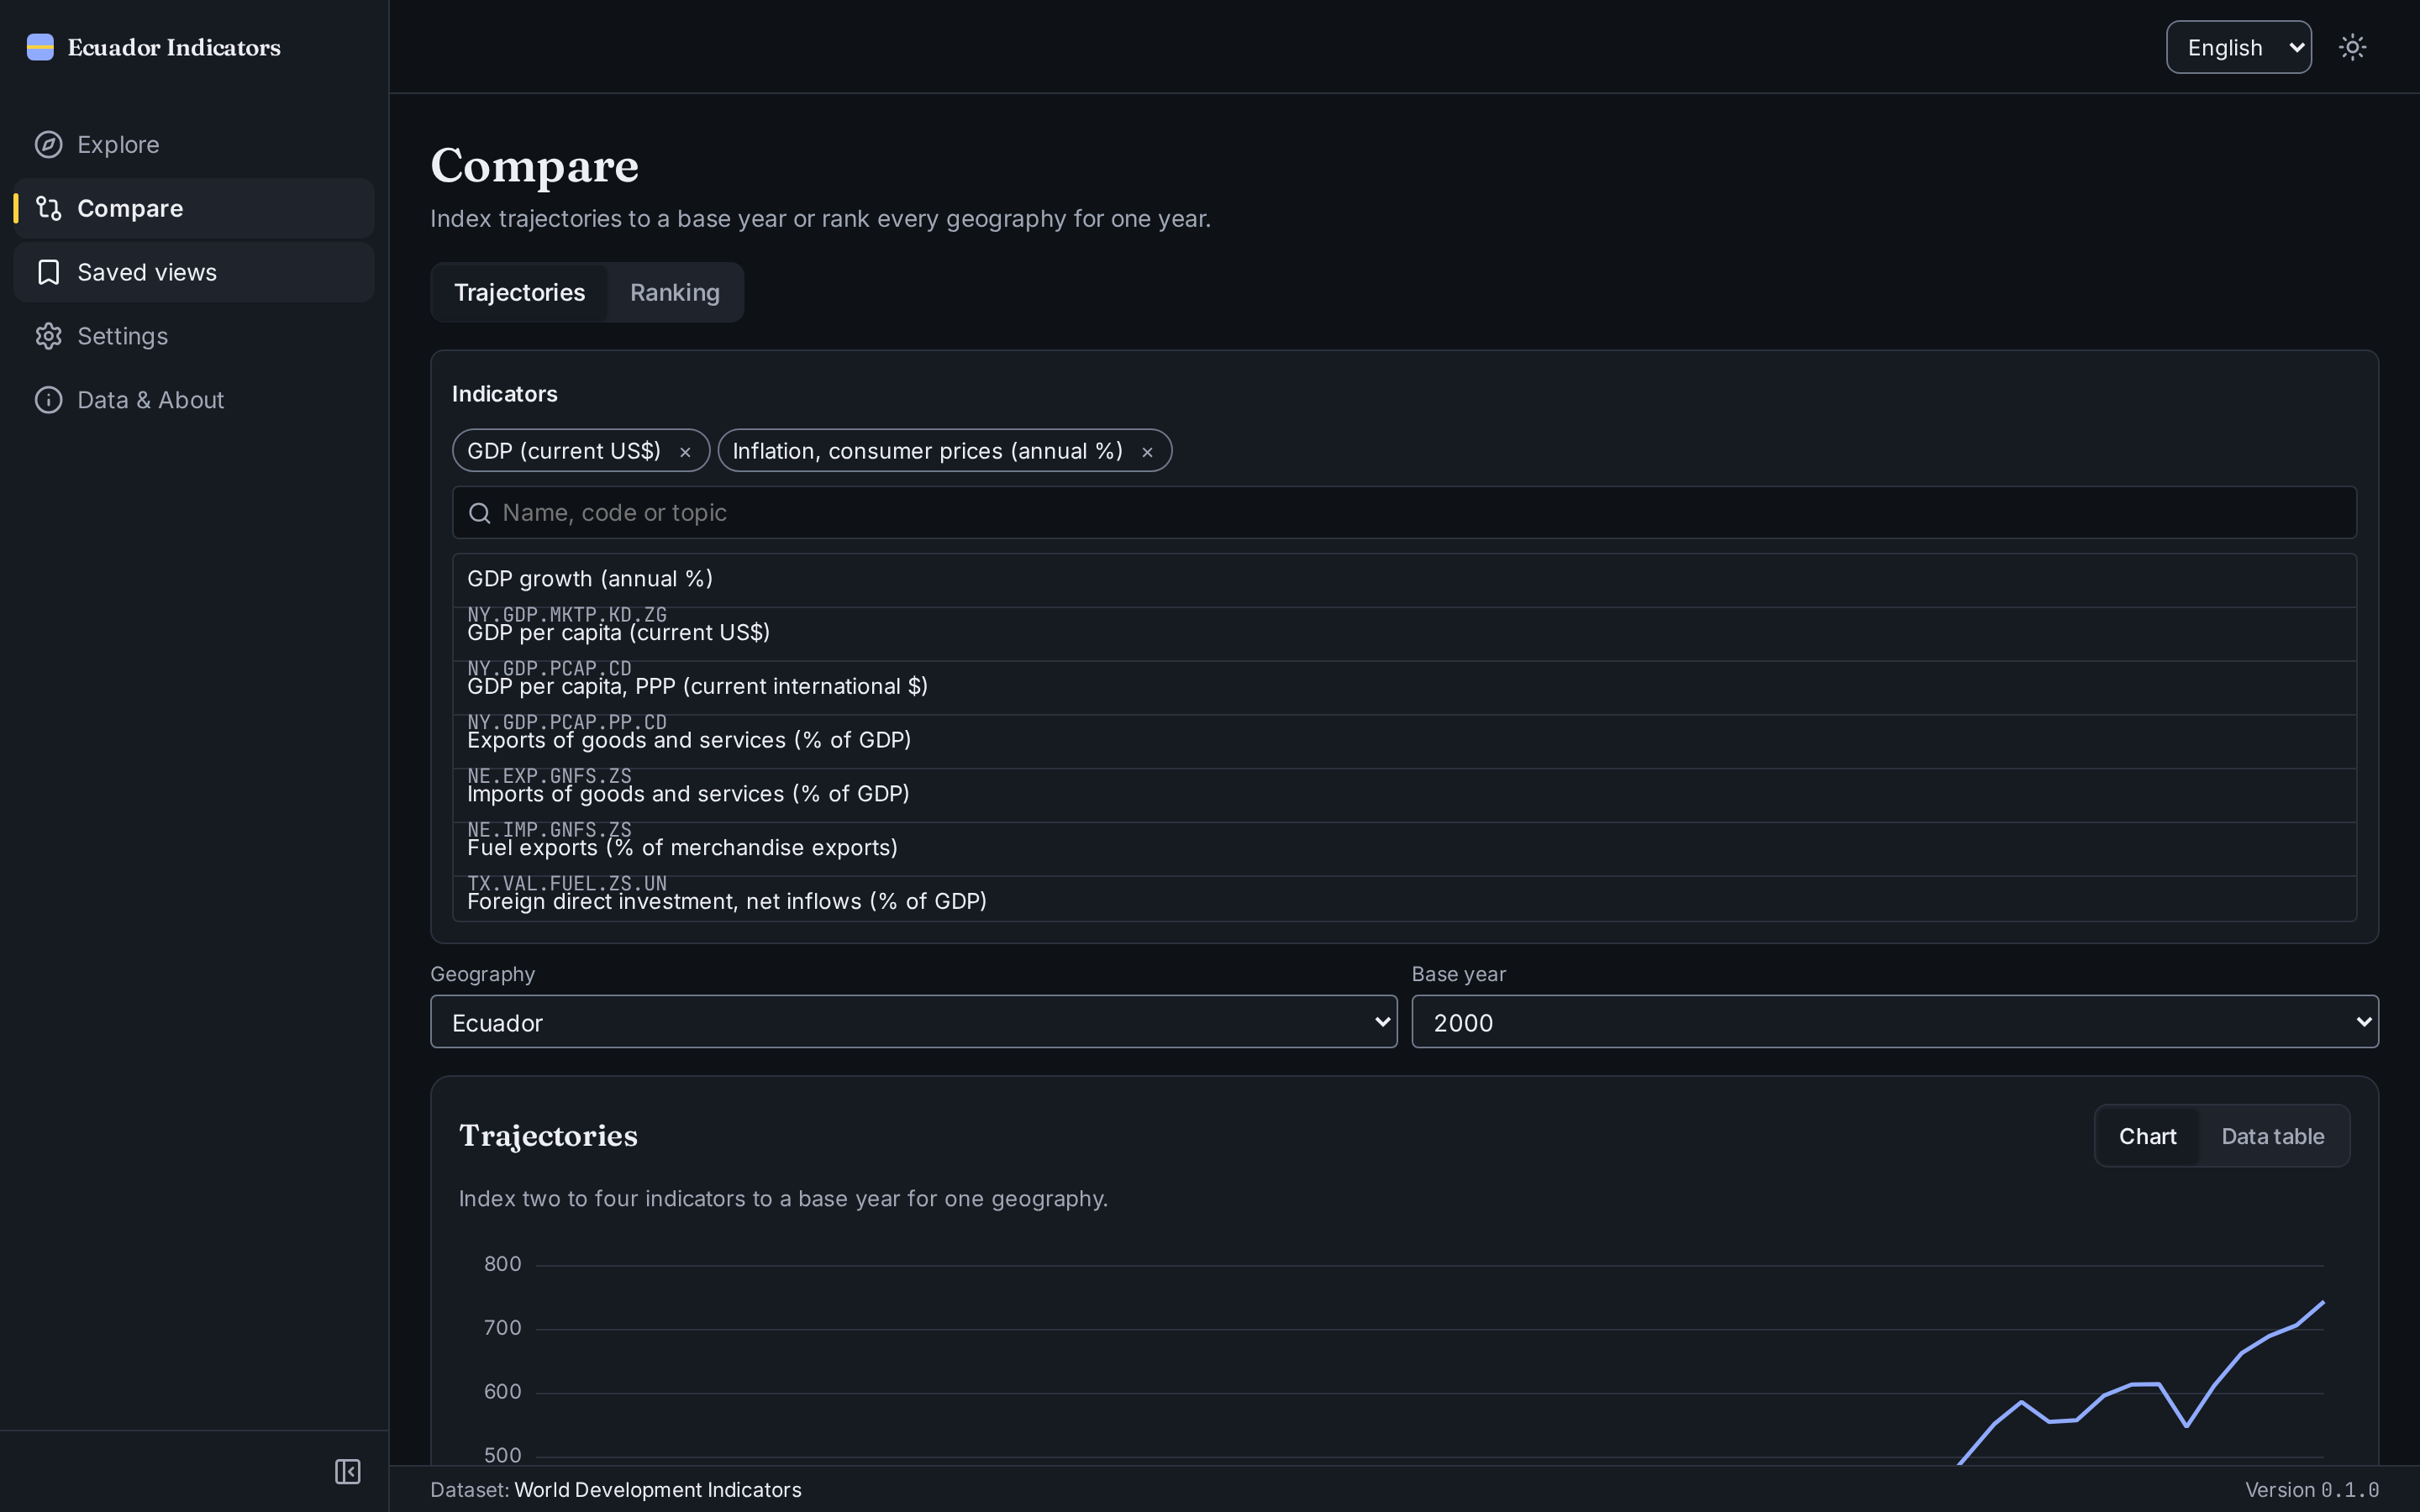 Ecuador Indicators
English
Explore
Compare
Saved views
Settings
Data & About
Compare
Index trajectories to a base year or rank every geography for one year.
Trajectories Ranking
Indicators
GDP (current US$) × Inflation, consumer prices (annual %) ×
Name, code or topic
GDP growth (annual %)
NY.GDP.MKTP.KD.ZG
GDP per capita (current US$)
NY.GDP.PCAP.CD
GDP per capita, PPP (current international $)
NY.GDP.PCAP.PP.CD
Exports of goods and services (% of GDP)
NE.EXP.GNFS.ZS
Imports of goods and services (% of GDP)
NE.IMP.GNFS.ZS
Fuel exports (% of merchandise exports)
TX.VAL.FUEL.ZS.UN
Foreign direct investment, net inflows (% of GDP)
Geography Base year
Ecuador 2000
Trajectories
Chart Data table
Index two to four indicators to a base year for one geography.
800
700
600
500
Dataset: World Development Indicators
Version 0.1.0